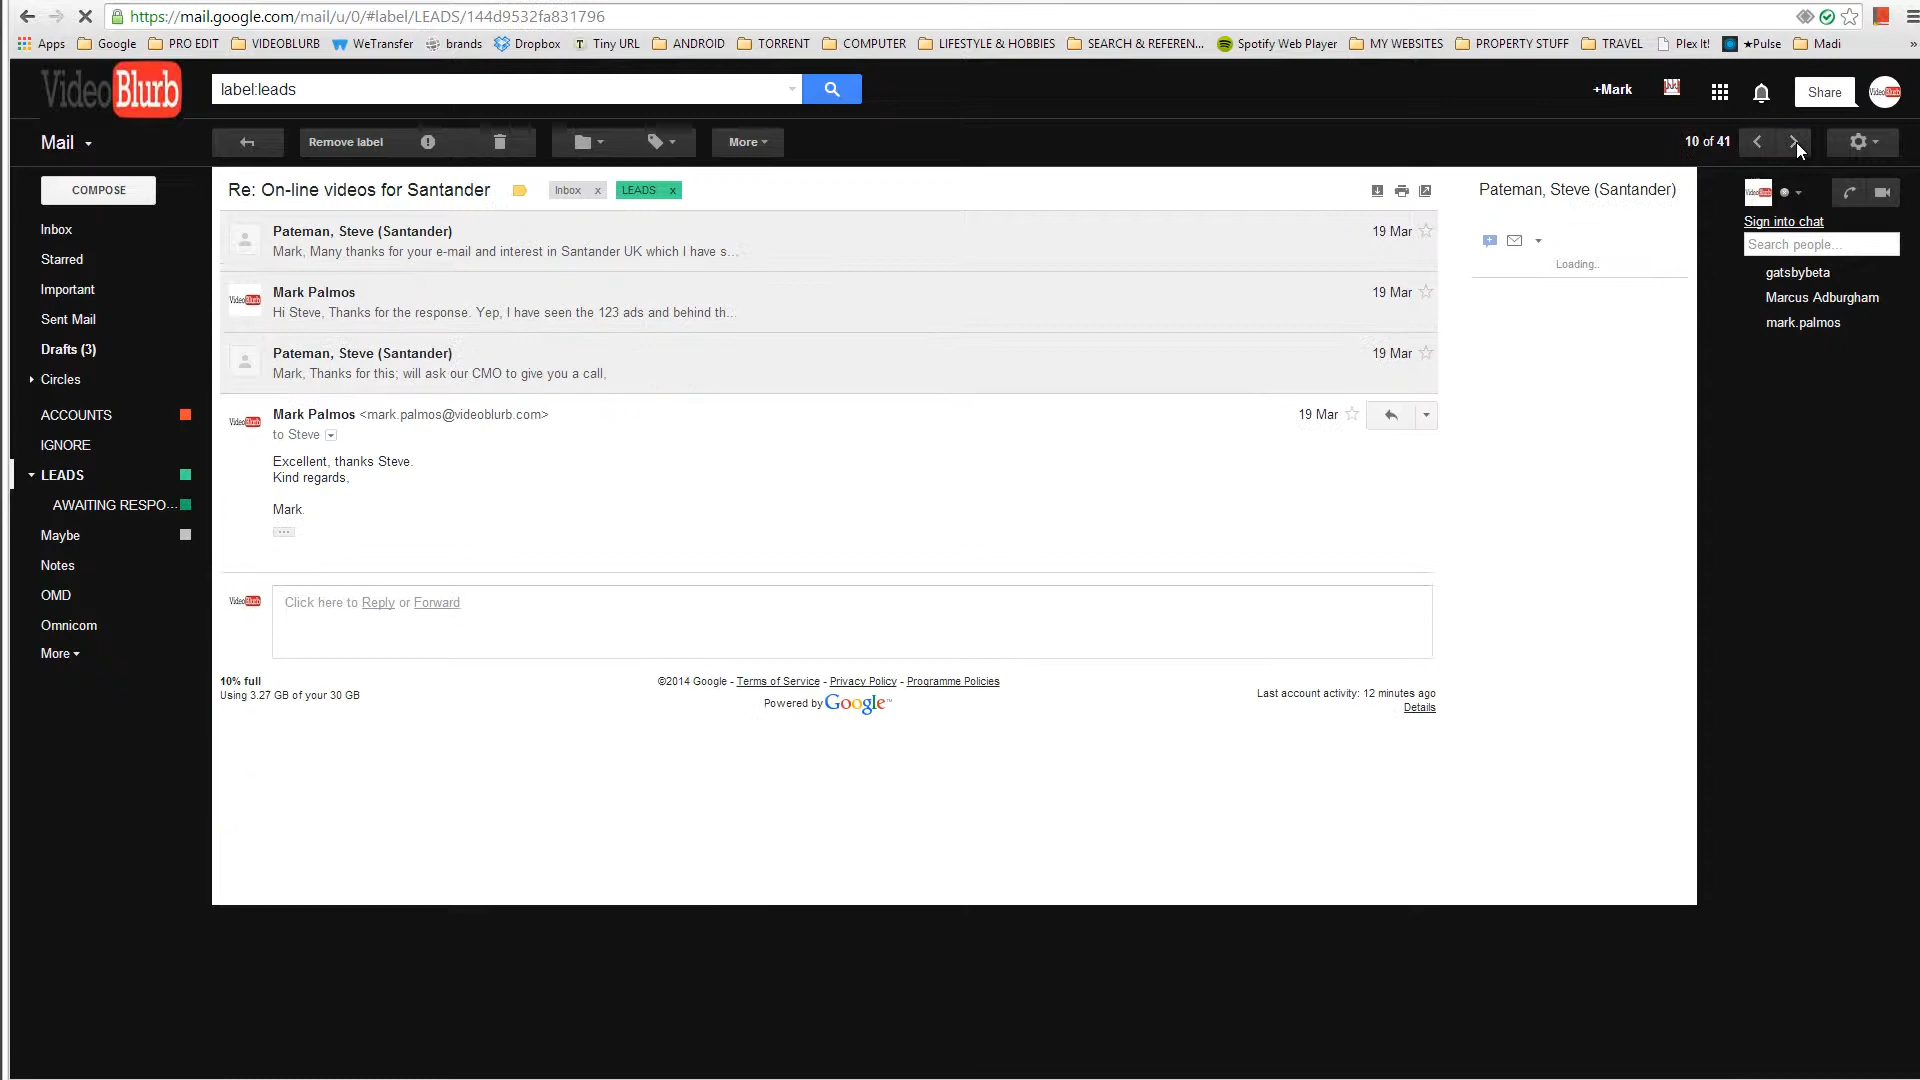 https://mail.google.com/mail/u/0/#label/LEADS/144d9532fa831796
Apps Google PRO EDIT VIDEOBLURB WeTransfer brands Dropbox Tiny URL ANDROID TORRENT COMPUTER LIFESTYLE & HOBBIES SEARCH & REFEREN... Spotify Web Player MY WEBSITES PROPERTY STUFF TRAVEL Plex It! ★Pulse Madi »
VideoBlurb
label:leads
+Mark
Share
VideoBlurb
Mail
Remove label
More
10 of 41
COMPOSE
Inbox
Starred
Important
Sent Mail
Drafts (3)
Circles
ACCOUNTS
IGNORE
LEADS
AWAITING RESPO...
Maybe
Notes
OMD
Omnicom
More
Re: On-line videos for Santander
Inbox x
LEADS x
Pateman, Steve (Santander)
19 Mar
Mark, Many thanks for your e-mail and interest in Santander UK which I have s...
VideoBlurb
Mark Palmos
19 Mar
Hi Steve, Thanks for the response. Yep, I have seen the 123 ads and behind th...
Pateman, Steve (Santander)
19 Mar
Mark, Thanks for this; will ask our CMO to give you a call,
VideoBlurb
Mark Palmos <mark.palmos@videoblurb.com>
19 Mar
to Steve
Excellent, thanks Steve.
Kind regards,
Mark.
...
VideoBlurb
Click here to Reply or Forward
10% full
Using 3.27 GB of your 30 GB
©2014 Google - Terms of Service - Privacy Policy - Programme Policies
Powered by Google™
Last account activity: 12 minutes ago
Details
Pateman, Steve (Santander)
Loading..
VideoBlurb
Sign into chat
Search people...
gatsbybeta
Marcus Adburgham
mark.palmos